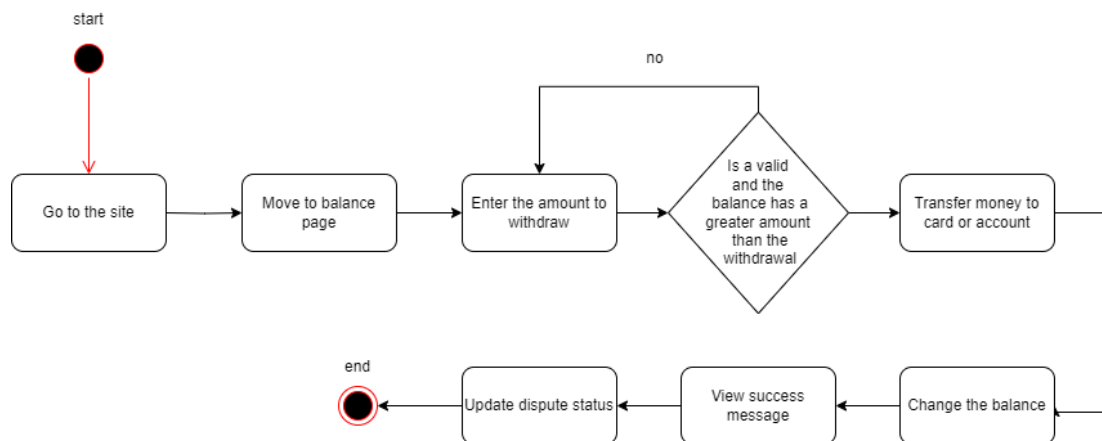 start
no
Go to the site
Move to balance
page
Enter the amount to
withdraw
Is a valid
and the
balance has a
greater amount
than the
withdrawal
Transfer money to
card or account
end
Update dispute status
View success
message
Change the balance